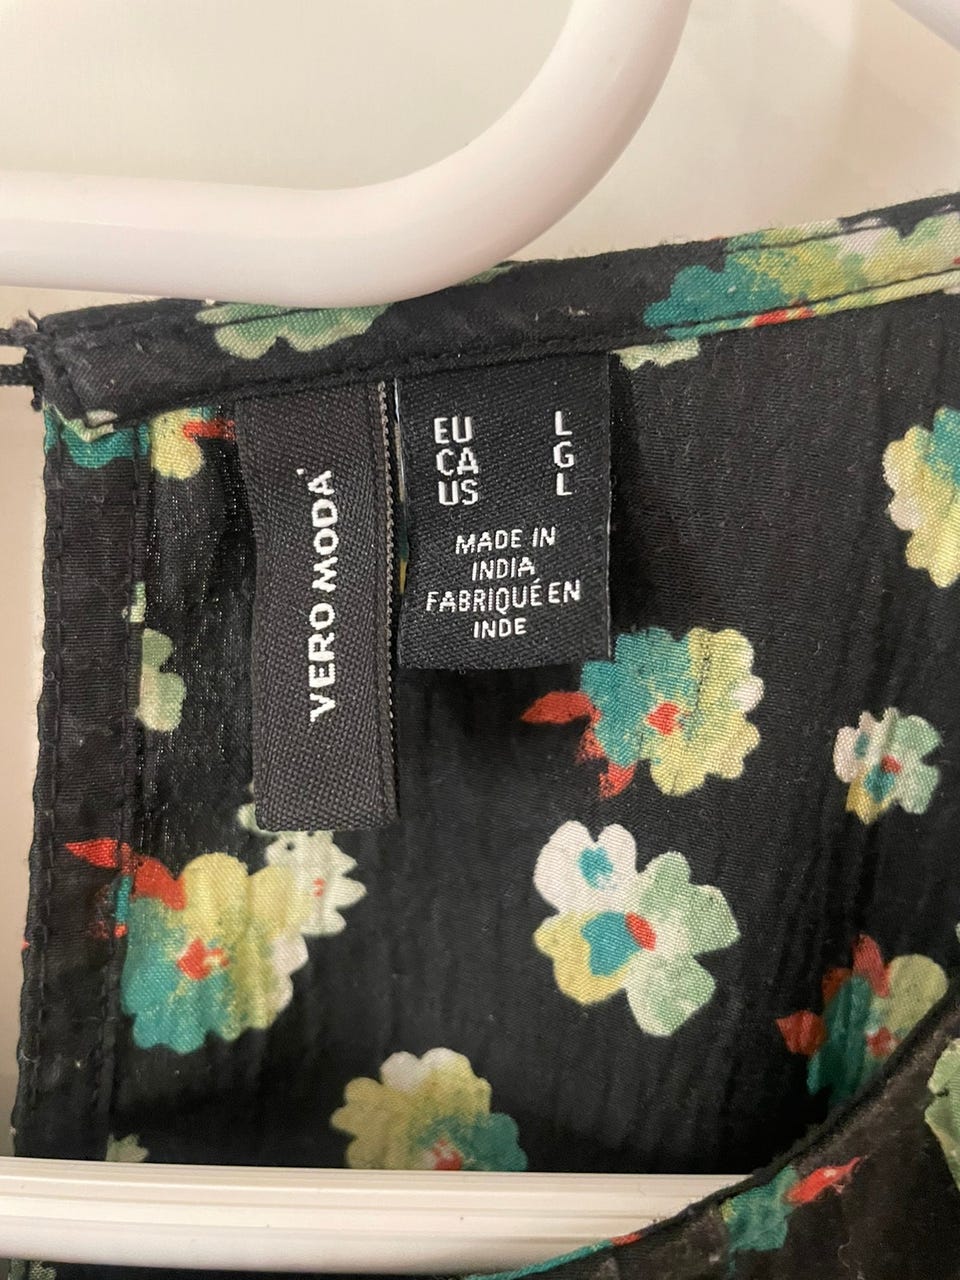 VERO MODA
EU L
CA G
US L
MADE IN
INDIA
FABRIQUÉ EN
INDE